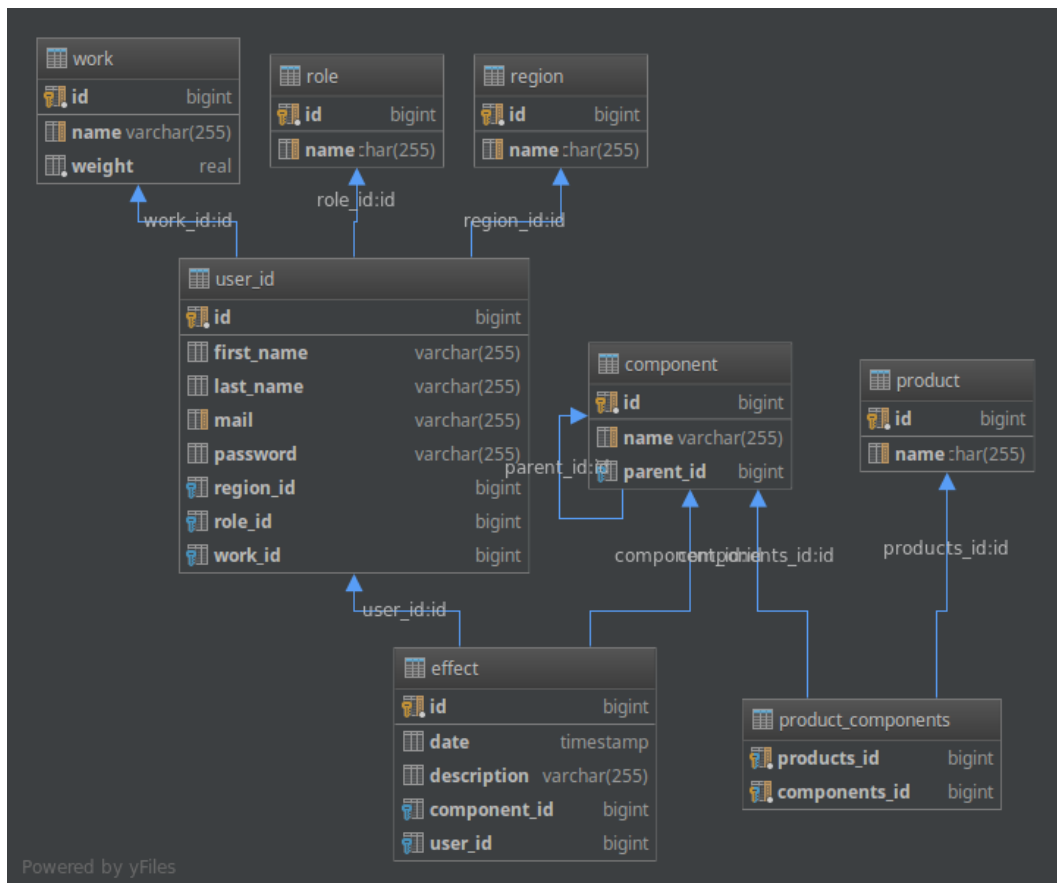 work
id bigint
name varchar(255)
weight real
role
id bigint
name char(255)
region
id bigint
name char(255)
work_id:id
role_id:id
region_id:id
user_id
id bigint
first_name varchar(255)
last_name varchar(255)
mail varchar(255)
password varchar(255)
region_id bigint
role_id bigint
work_id bigint
component
id bigint
name varchar(255)
parent_id bigint
parent_id:id
product
id bigint
name char(255)
component_id:id
components_id:id
products_id:id
user_id:id
effect
id bigint
date timestamp
description varchar(255)
component_id bigint
user_id bigint
product_components
products_id bigint
components_id bigint
Powered by yFiles